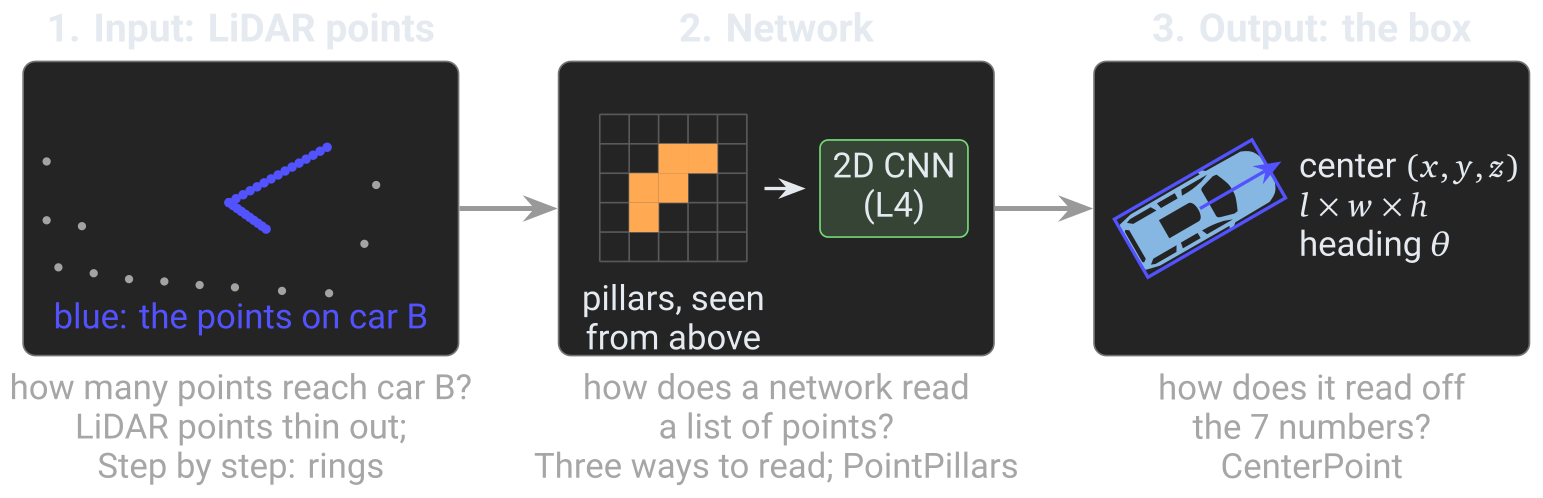 1. Input: LiDAR points
2. Network
3. Output: the box
blue: the points on car B
2D CNN
(L4)
pillars, seen
from above
center (x, y, z)
l × w × h
heading θ
how many points reach car B?
LiDAR points thin out;
Step by step: rings
how does a network read
a list of points?
Three ways to read; PointPillars
how does it read off
the 7 numbers?
CenterPoint